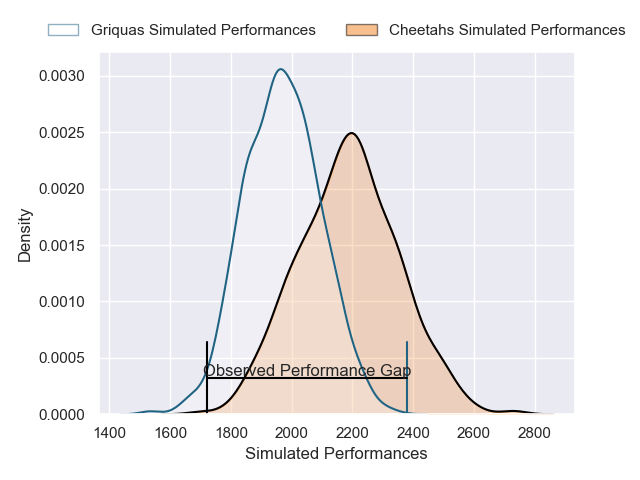 Griquas Simulated Performances
Cheetahs Simulated Performances
0.0030
0.0025
0.0020
0.0015
0.0010
0.0005
0.0000
Density
Observed Performance Gap
1400 1600 1800 2000 2200 2400 2600 2800
Simulated Performances